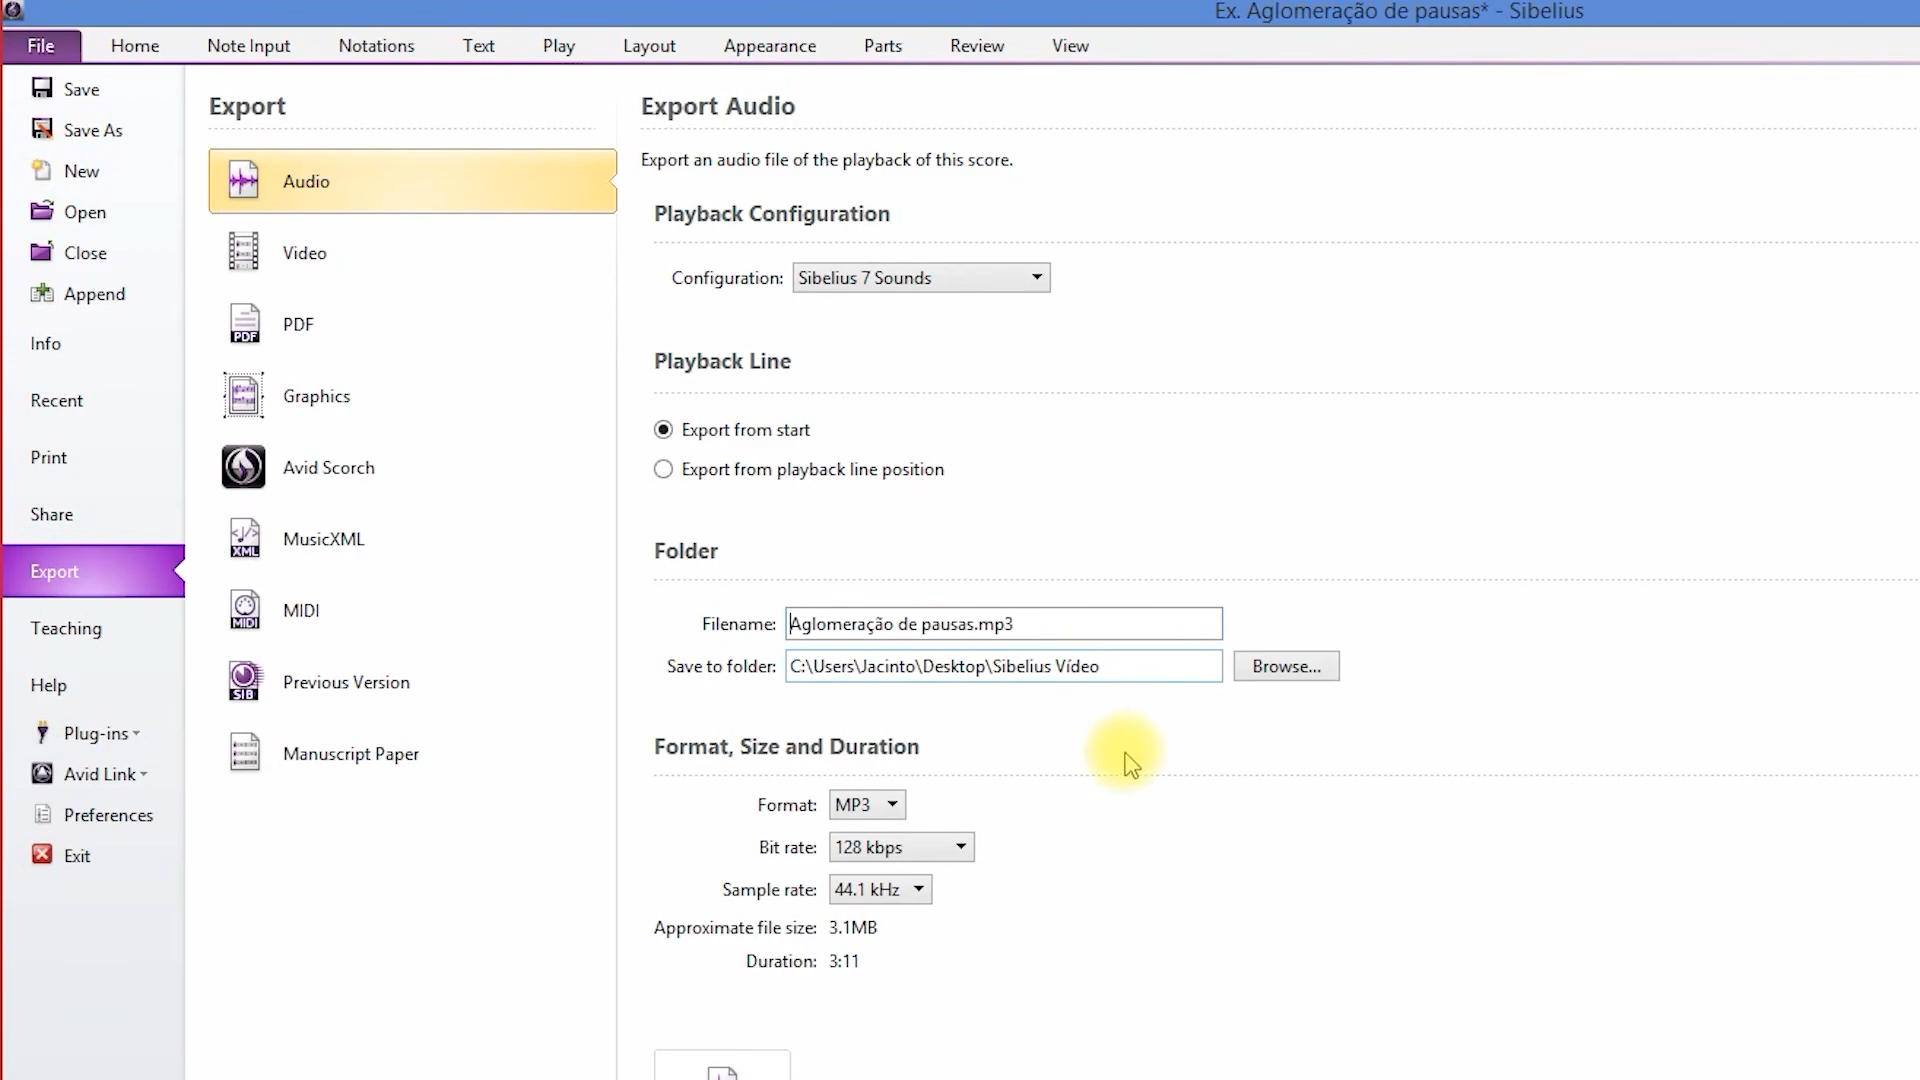 Ex. Aglomeração de pausas* - Sibelius
File Home Note Input Notations Text Play Layout Appearance Parts Review View
Save
Save As
New
Open
Close
Append
Info
Recent
Print
Share
Export
Teaching
Help
Plug-ins
Avid Link
Preferences
Exit
Export
Audio
Video
PDF
PDF
Graphics
Avid Scorch
XML
MusicXML
MIDI
MIDI
SIB
Previous Version
Manuscript Paper
Export Audio
Export an audio file of the playback of this score.
Playback Configuration
Configuration: Sibelius 7 Sounds
Playback Line
Export from start
Export from playback line position
Folder
Filename: Aglomeração de pausas.mp3
Save to folder: C:\Users\Jacinto\Desktop\Sibelius Vídeo Browse...
Format, Size and Duration
Format: MP3
Bit rate: 128 kbps
Sample rate: 44.1 kHz
Approximate file size: 3.1MB
Duration: 3:11